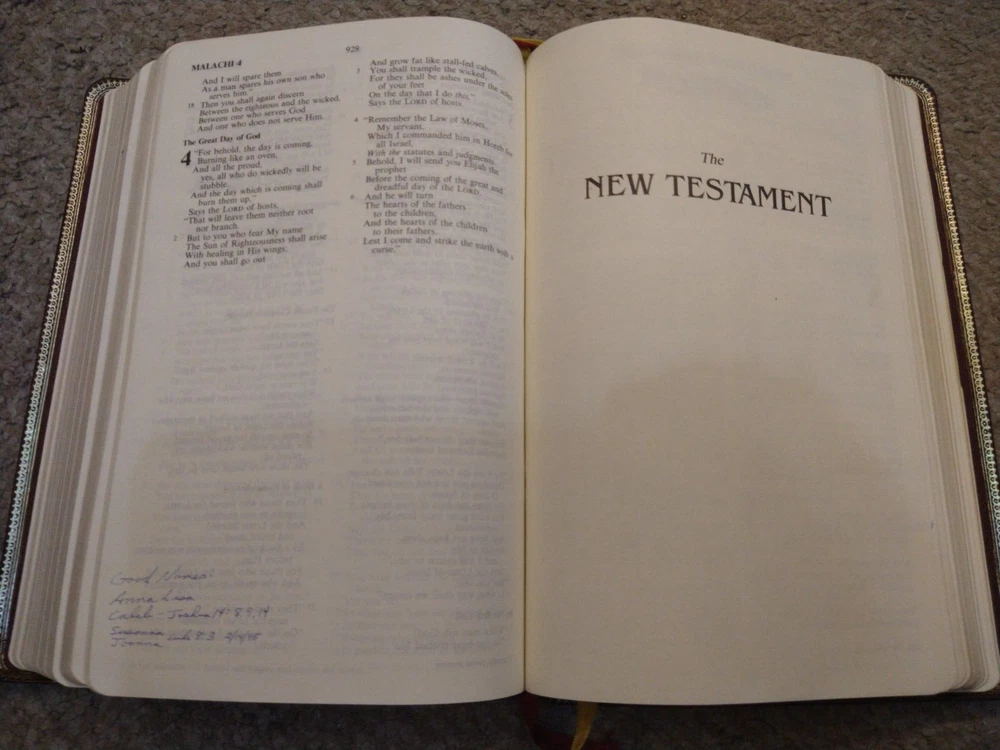 928
MALACHI 4
And I will spare them
As a man spares his own son who
serves him."
18 Then you shall again discern
Between the righteous and the wicked,
Between one who serves God
And one who does not serve Him.
The Great Day of God
4 "For behold, the day is coming,
Burning like an oven,
And all the proud,
yes, all who do wickedly will be
stubble.
And the day which is coming shall
burn them up,"
Says the LORD of hosts,
"That will leave them neither root
nor branch.
2 But to you who fear My name
The Sun of Righteousness shall arise
With healing in His wings;
And you shall go out
And grow fat like stall-fed calves.
3 You shall trample the wicked,
For they shall be ashes under the soles
of your feet
On the day that I do this,"
Says the LORD of hosts.
4 "Remember the Law of Moses,
My servant,
Which I commanded him in Horeb for
all Israel,
With the statutes and judgments.
5 Behold, I will send you Elijah the
prophet
Before the coming of the great and
dreadful day of the LORD.
6 And he will turn
The hearts of the fathers
to the children,
And the hearts of the children
to their fathers,
Lest I come and strike the earth with a
curse."
Good Names:
Anna Lisa
Caleb - Joshua 14: 8,9,14
Susanna
Joanna Luke 8:3
The
NEW TESTAMENT